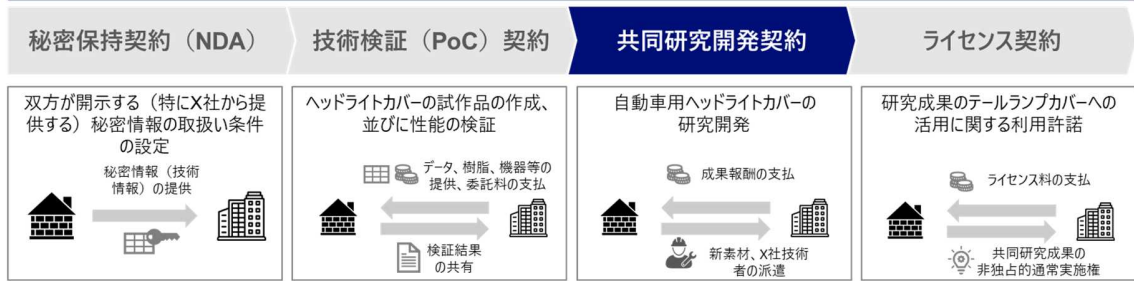 秘密保持契約（NDA）
技術検証（PoC）契約
共同研究開発契約
ライセンス契約
双方が開示する（特にX社から提
供する）秘密情報の取扱い条件
の設定
秘密情報（技術
情報）の提供
ヘッドライトカバーの試作品の作成、
並びに性能の検証
データ、樹脂、機器等の
提供、委託料の支払
検証結果
の共有
自動車用ヘッドライトカバーの
研究開発
成果報酬の支払
新素材、X社技術
者の派遣
研究成果のテールランプカバーへの
活用に関する利用許諾
ライセンス料の支払
共同研究成果の
非独占的通常実施権